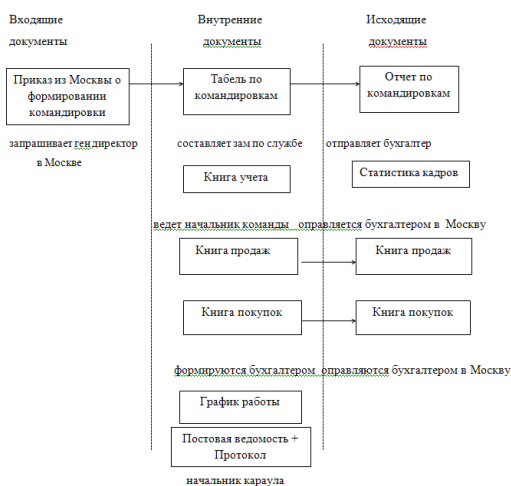 Входящие
документы
Внутренние
документы
Исходящие
документы
Приказ из Москвы о
формировании
командировки
Табель по
командировкам
Отчет по
командировкам
запрашивает ген директор
в Москве
составляет зам по службе
отправляет бухгалтер
Книга учета
Статистика кадров
ведет начальник команды оправляется бухгалтером в Москву
Книга продаж
Книга продаж
Книга покупок
Книга покупок
формируются бухгалтером оправляются бухгалтером в Москву
График работы
Постовая ведомость +
Протокол
начальник караула